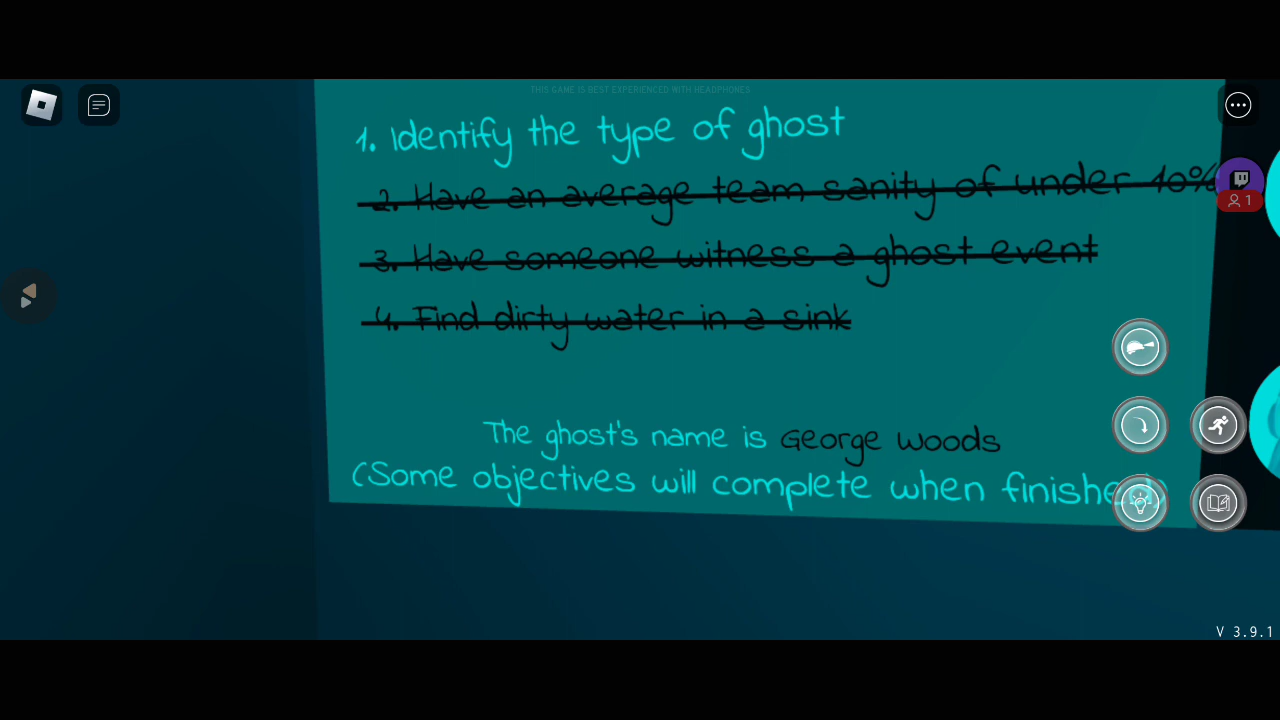 THIS GAME IS BEST EXPERIENCED WITH HEADPHONES
1. Identify the type of ghost
2. Have an average team sanity of under 10%
3. Have someone witness a ghost event
4. Find dirty water in a sink
The ghost's name is George Woods
(Some objectives will complete when finished)
1
V 3.9.1